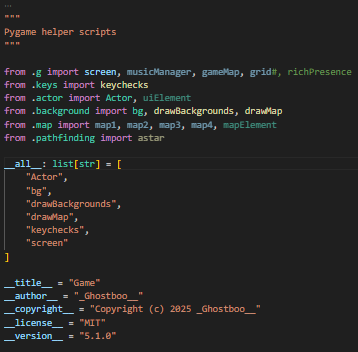 ...
"""
Pygame helper scripts
"""
from .g import screen, musicManager, gameMap, grid#, richPresence
from .keys import keychecks
from .actor import Actor, uiElement
from .background import bg, drawBackgrounds, drawMap
from .map import map1, map2, map3, map4, mapElement
from .pathfinding import astar
__all__: list[str] = [
    "Actor",
    "bg",
    "drawBackgrounds",
    "drawMap",
    "keychecks",
    "screen"
]
__title__ = "Game"
__author__ = "_Ghostboo__"
__copyright__ = "Copyright (c) 2025 _Ghostboo__"
__license__ = "MIT"
__version__ = "5.1.0"